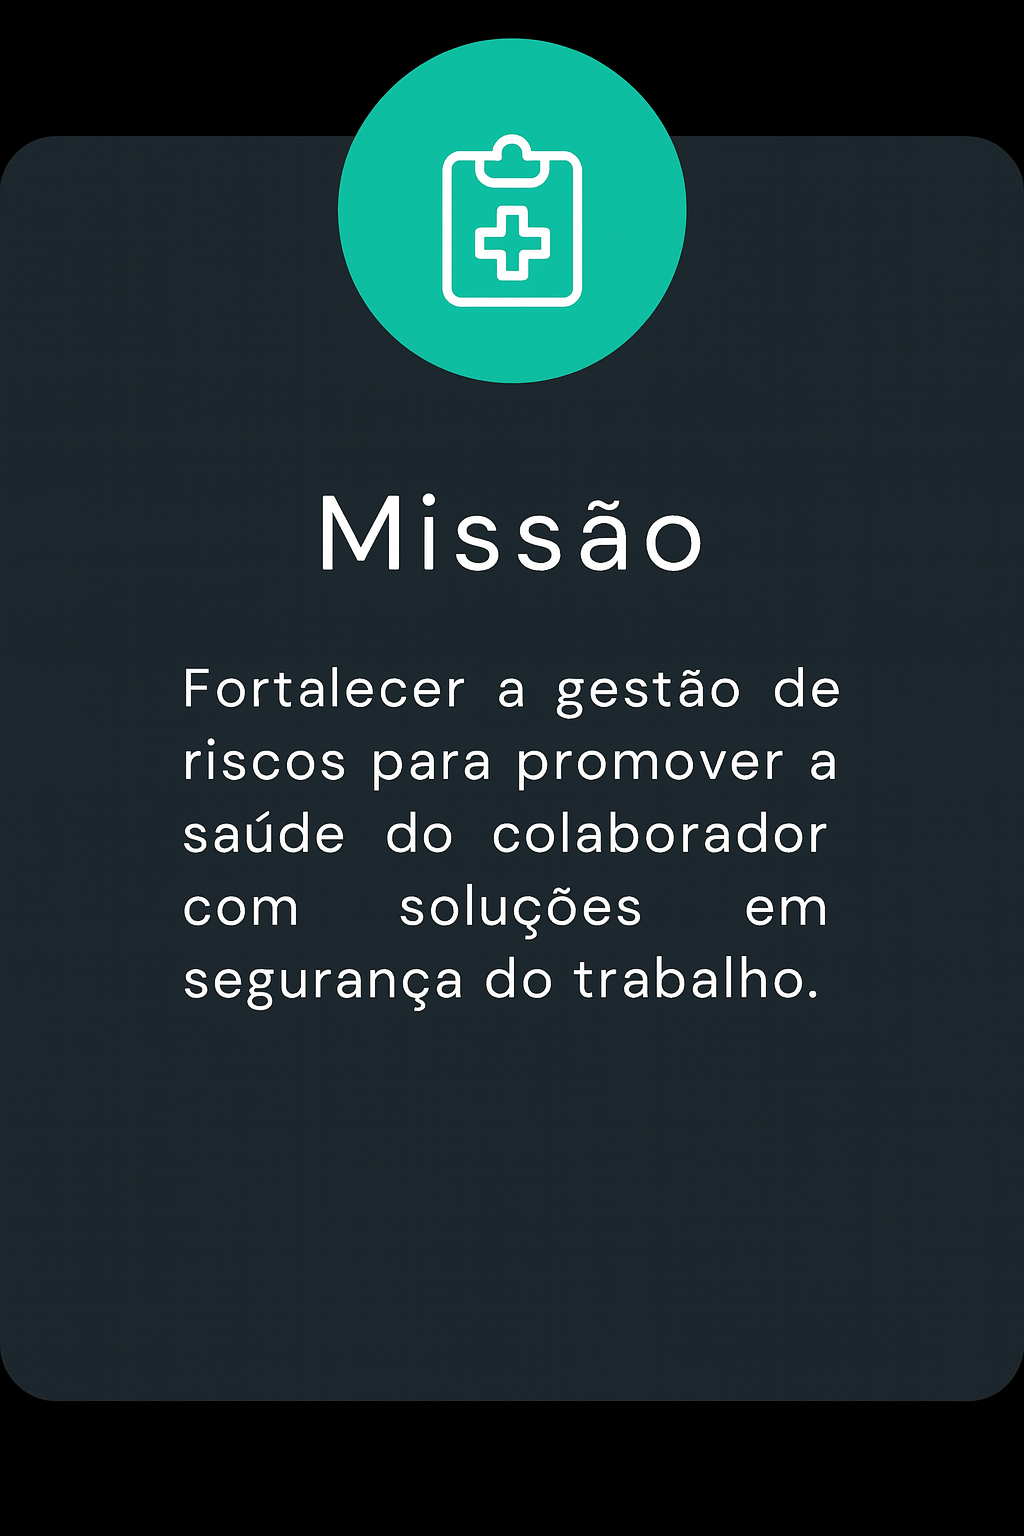 Missão
Fortalecer a gestão de
riscos para promover a
saúde do colaborador
com soluções em
segurança do trabalho.